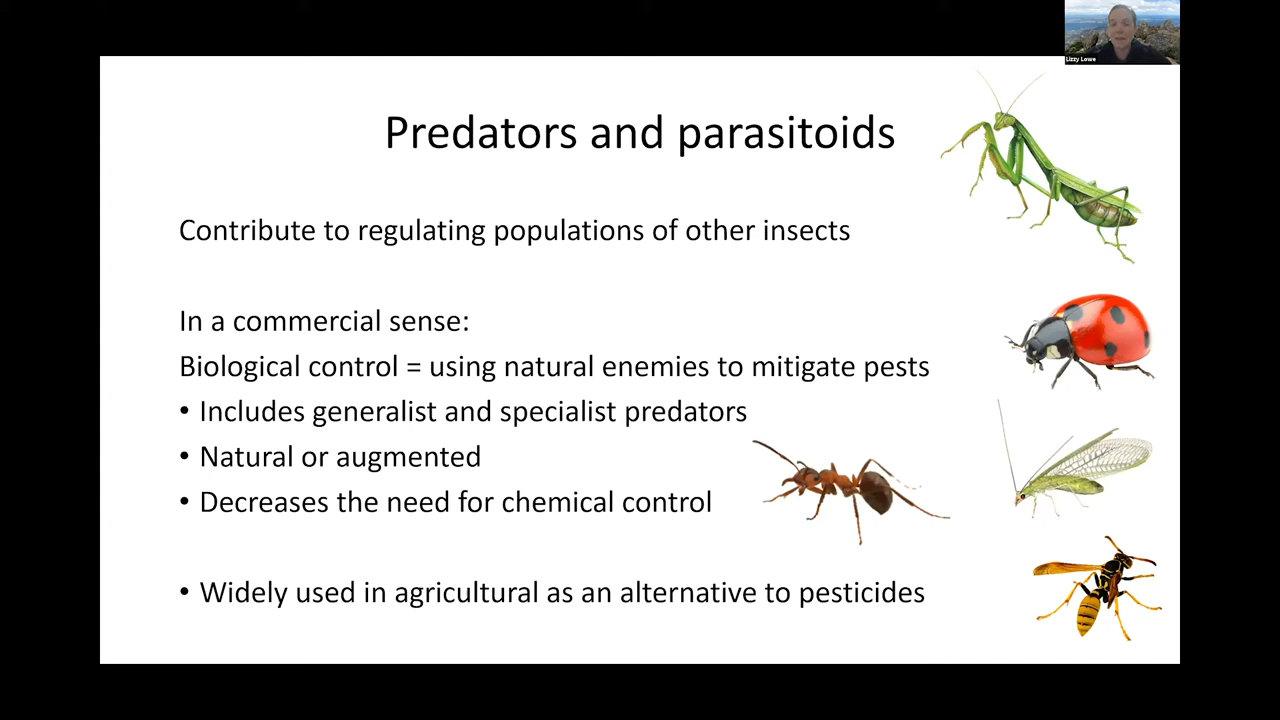 Lizzy Lowe
Predators and parasitoids
Contribute to regulating populations of other insects
In a commercial sense:
Biological control = using natural enemies to mitigate pests
• Includes generalist and specialist predators
• Natural or augmented
• Decreases the need for chemical control
• Widely used in agricultural as an alternative to pesticides